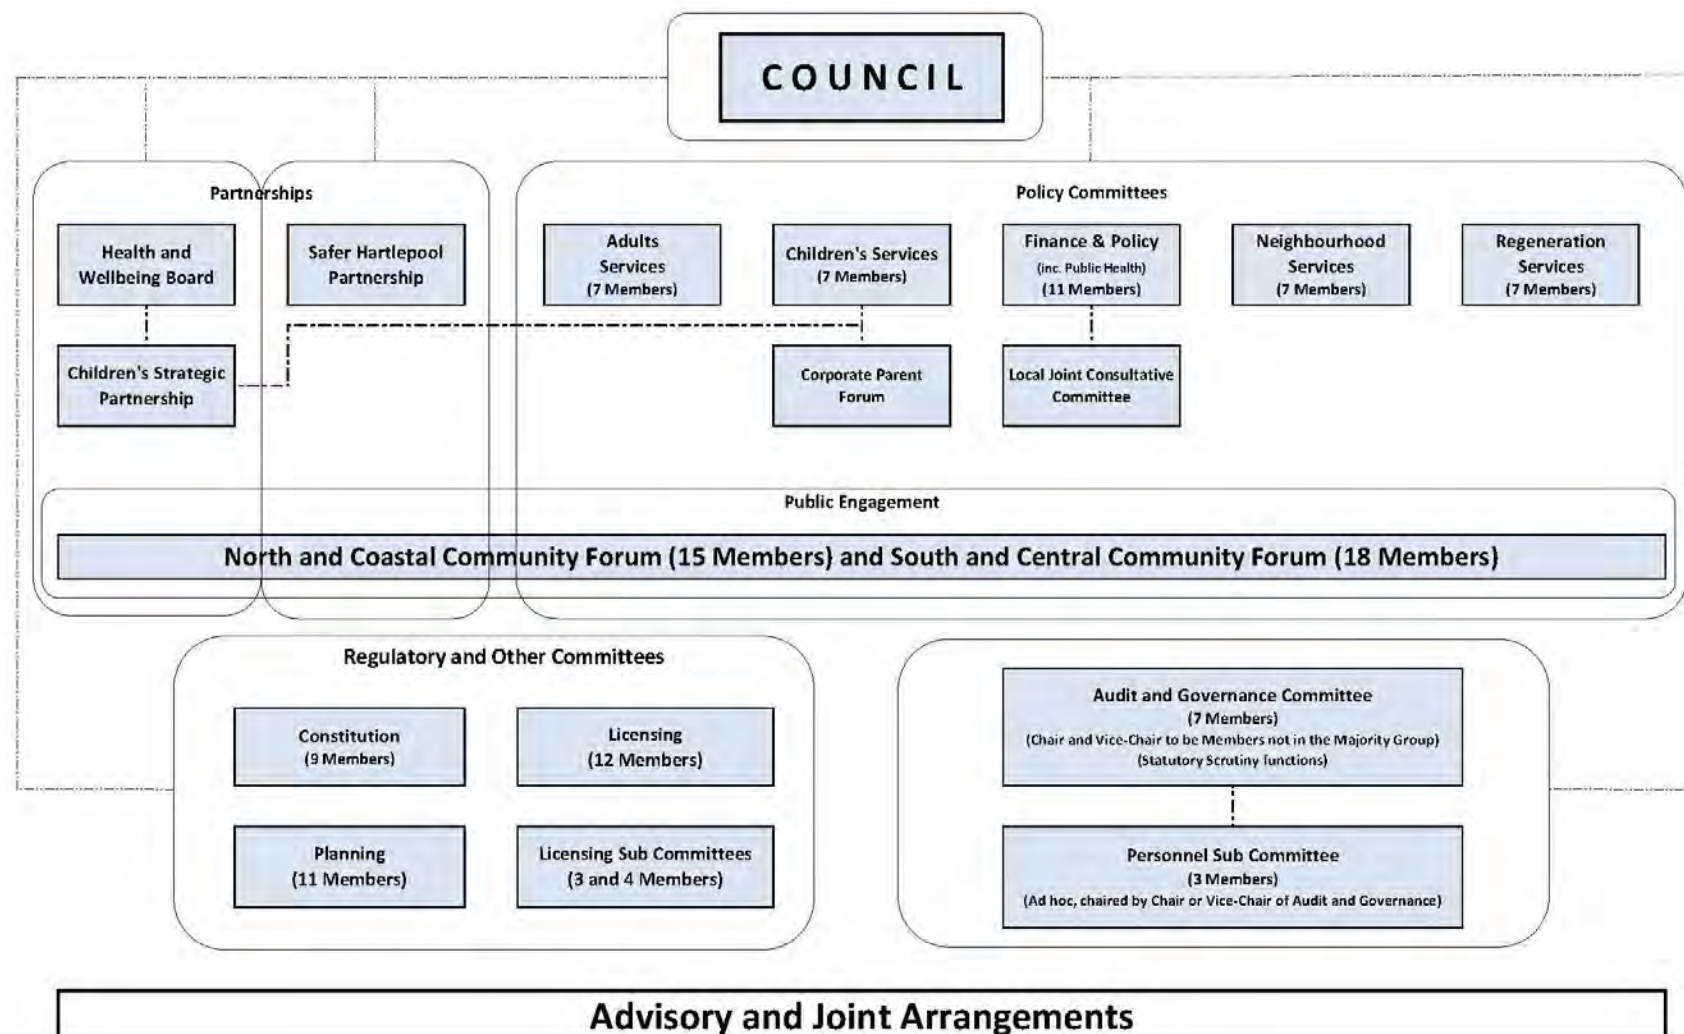 COUNCIL
Partnerships
Health and
Wellbeing Board
Safer Hartlepool
Partnership
Children's Strategic
Partnership
Policy Committees
Adults
Services
(7 Members)
Children's Services
(7 Members)
Finance & Policy
(inc. Public Health)
(11 Members)
Neighbourhood
Services
(7 Members)
Regeneration
Services
(7 Members)
Corporate Parent
Forum
Local Joint Consultative
Committee
Public Engagement
North and Coastal Community Forum (15 Members) and South and Central Community Forum (18 Members)
Regulatory and Other Committees
Constitution
(9 Members)
Licensing
(12 Members)
Planning
(11 Members)
Licensing Sub Committees
(3 and 4 Members)
Audit and Governance Committee
(7 Members)
(Chair and Vice-Chair to be Members not in the Majority Group)
(Statutory Scrutiny functions)
Personnel Sub Committee
(3 Members)
(Ad hoc, chaired by Chair or Vice-Chair of Audit and Governance)
Advisory and Joint Arrangements